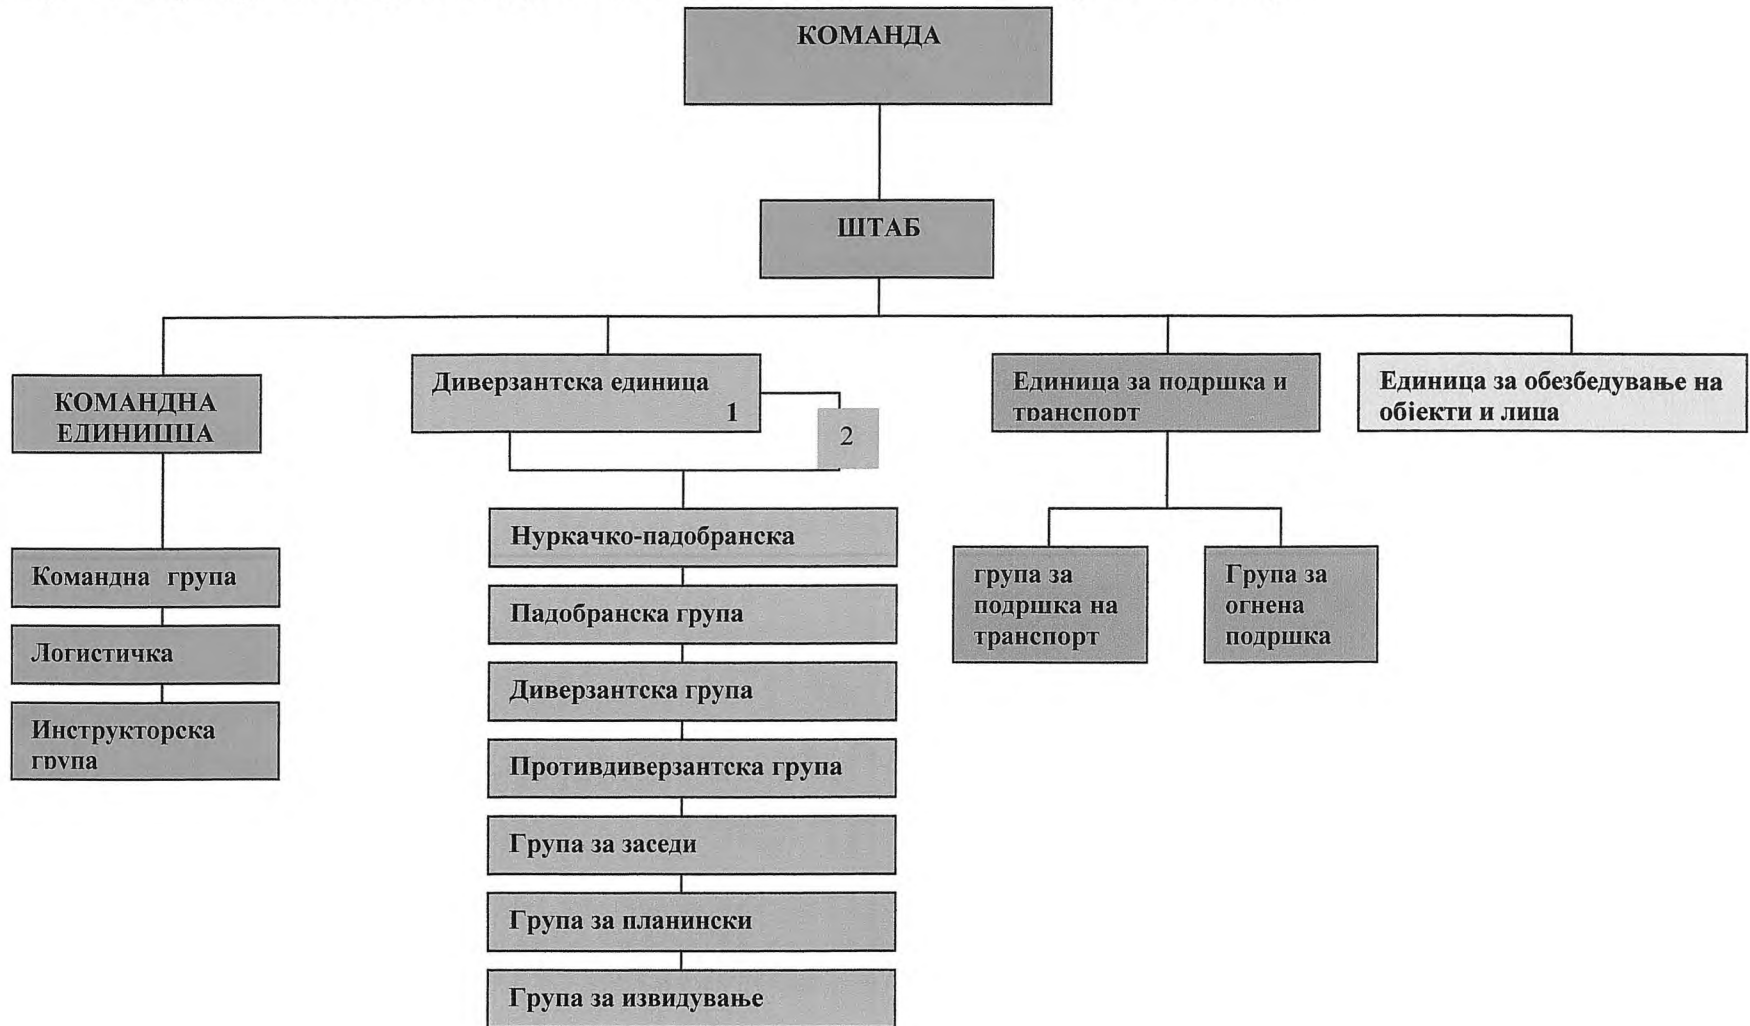 КОМАНДА
ШТАБ
КОМАНДНА
ЕДИНИЦЦА
Командна група
Логистичка
Инструкторска
група
Диверзантска единица
1
2
Нуркачко-падобранска
Падобранска група
Диверзантска група
Противдиверзантска група
Група за заседи
Група за планински
Група за извидување
Единица за подршка и
транспорт
група за
подршка на
транспорт
Група за
огнена
подршка
Единица за обезбедување на
објекти и лица